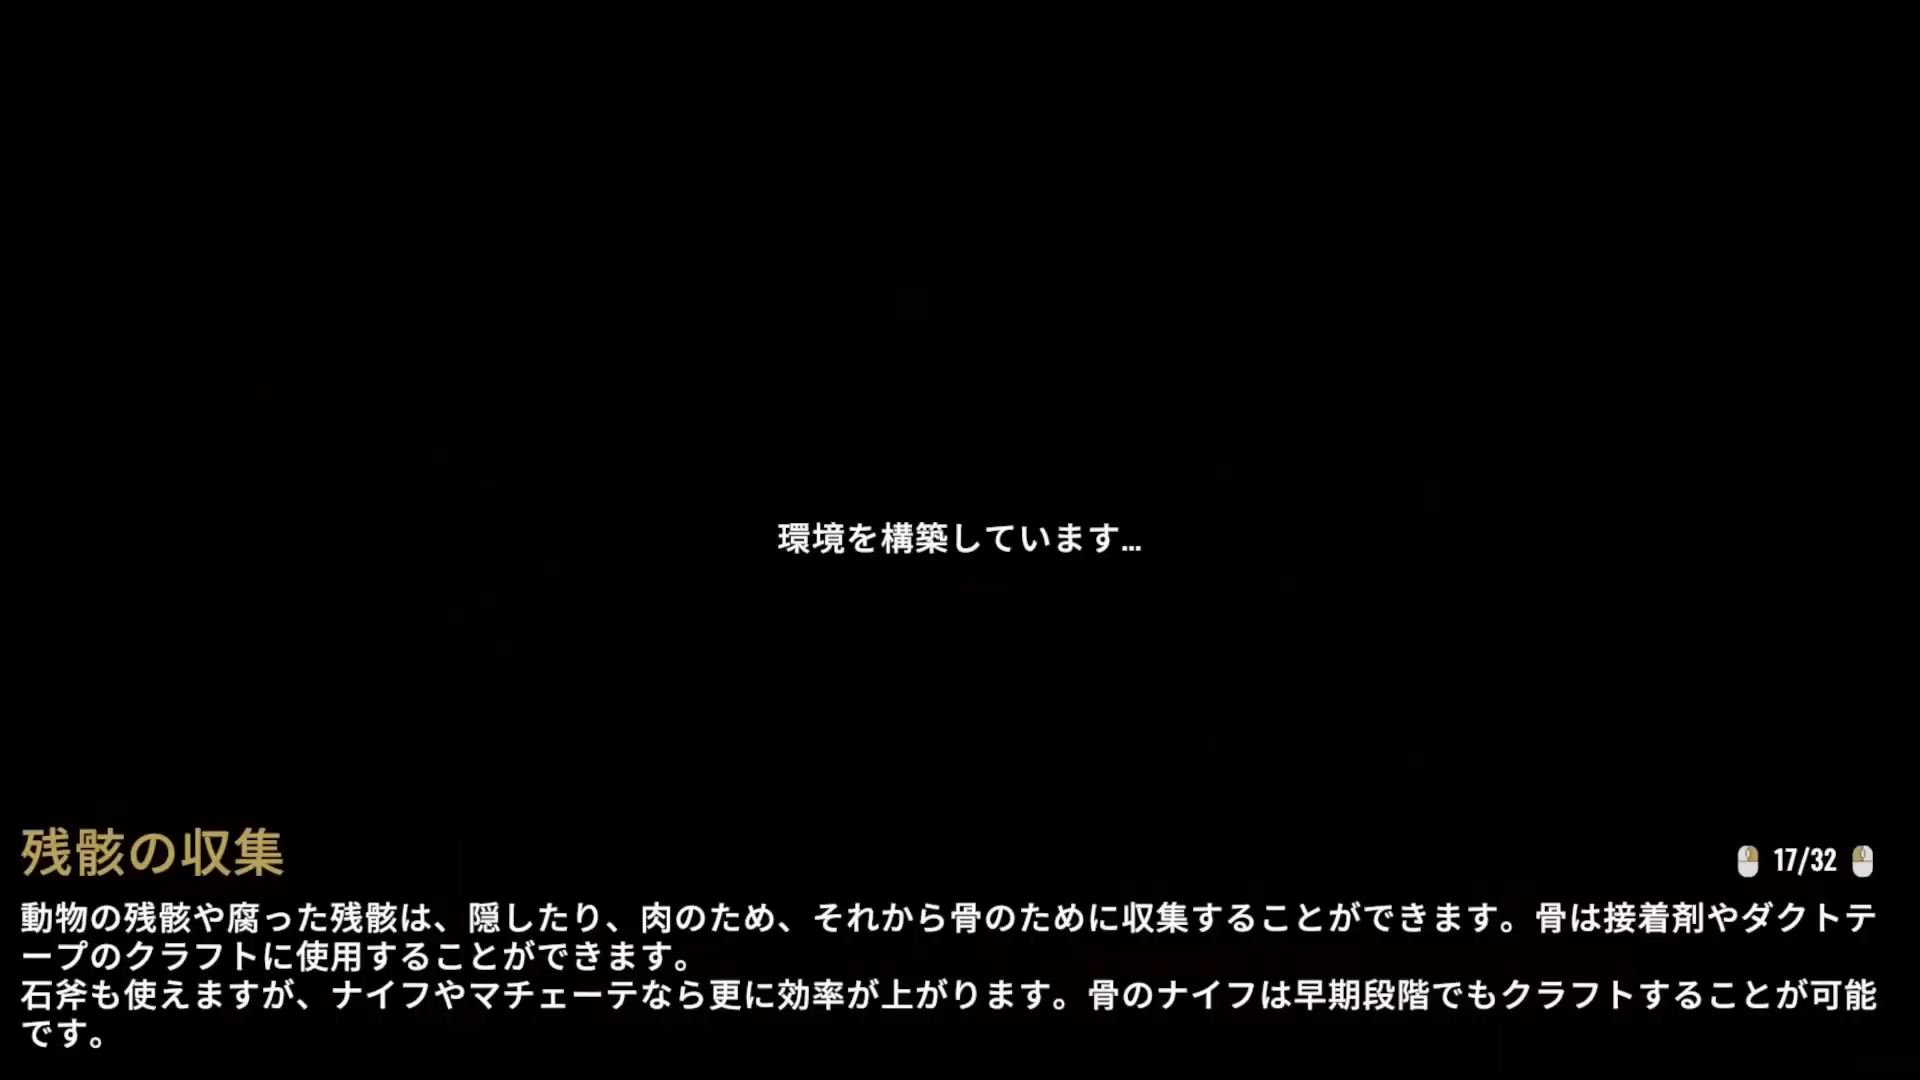 環境を構築しています...
残骸の収集
17/32
動物の残骸や腐った残骸は、隠したり、肉のため、それから骨のために収集することができます。骨は接着剤やダクトテ
ープのクラフトに使用することができます。
石斧も使えますが、ナイフやマチェーテなら更に効率が上がります。骨のナイフは早期段階でもクラフトすることが可能
です。